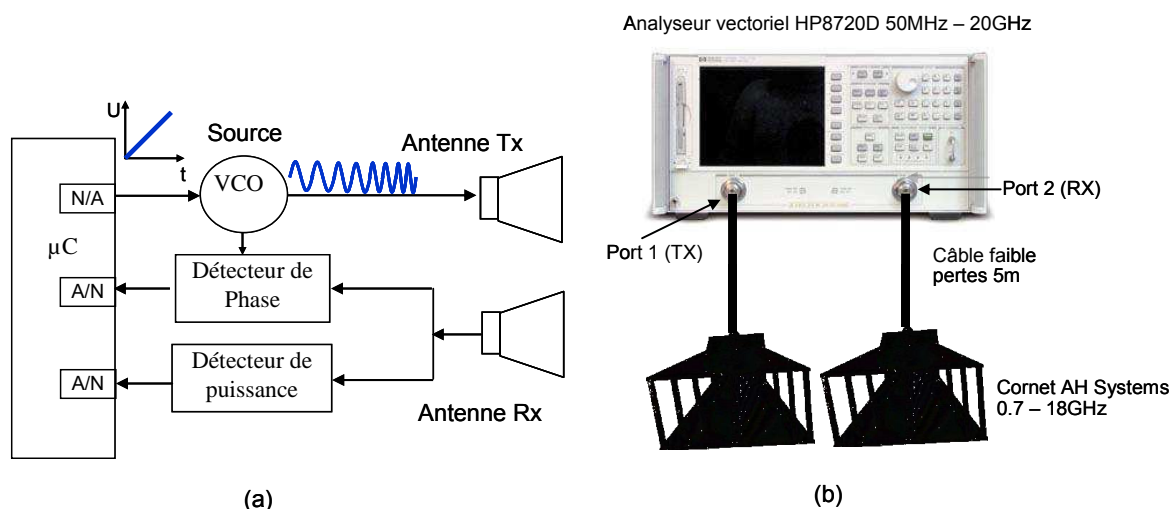 U
t
N/A
µC
A/N
A/N
Source
VCO
Antenne Tx
Détecteur de
Phase
Détecteur de
puissance
Antenne Rx
(a)
Analyseur vectoriel HP8720D 50MHz – 20GHz
Port 1 (TX)
Port 2 (RX)
Câble faible
pertes 5m
Cornet AH Systems
0.7 – 18GHz
(b)